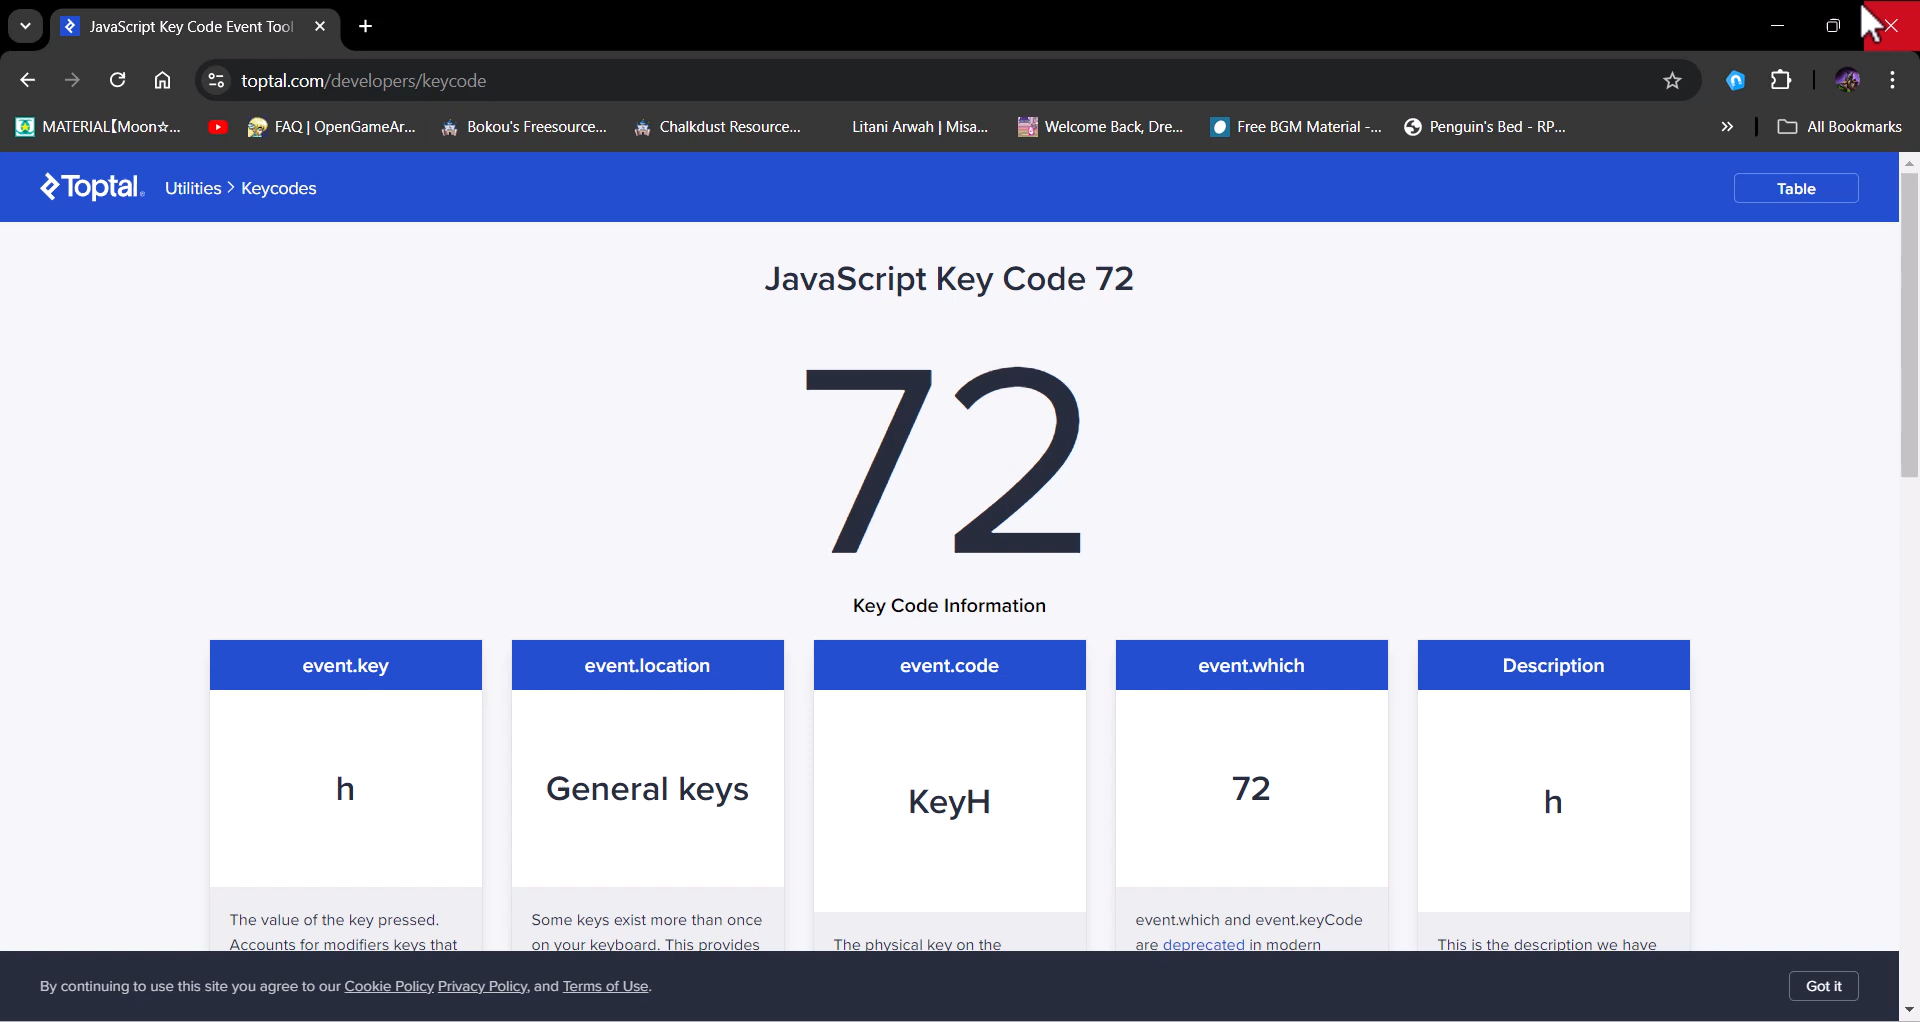 JavaScript Key Code Event Tool
toptal.com/developers/keycode
MATERIAL【Moon☆... FAQ | OpenGameAr... Bokou's Freesource... Chalkdust Resource... Litani Arwah | Misa... Welcome Back, Dre... Free BGM Material -... Penguin's Bed - RP... » All Bookmarks
Toptal® Utilities > Keycodes Table
JavaScript Key Code 72
72
Key Code Information
event.key event.location event.code event.which Description
h General keys KeyH 72 h
The value of the key pressed.
Accounts for modifiers keys that
Some keys exist more than once
on your keyboard. This provides
The physical key on the
event.which and event.keyCode
are deprecated in modern
This is the description we have
By continuing to use this site you agree to our Cookie Policy Privacy Policy, and Terms of Use. Got it